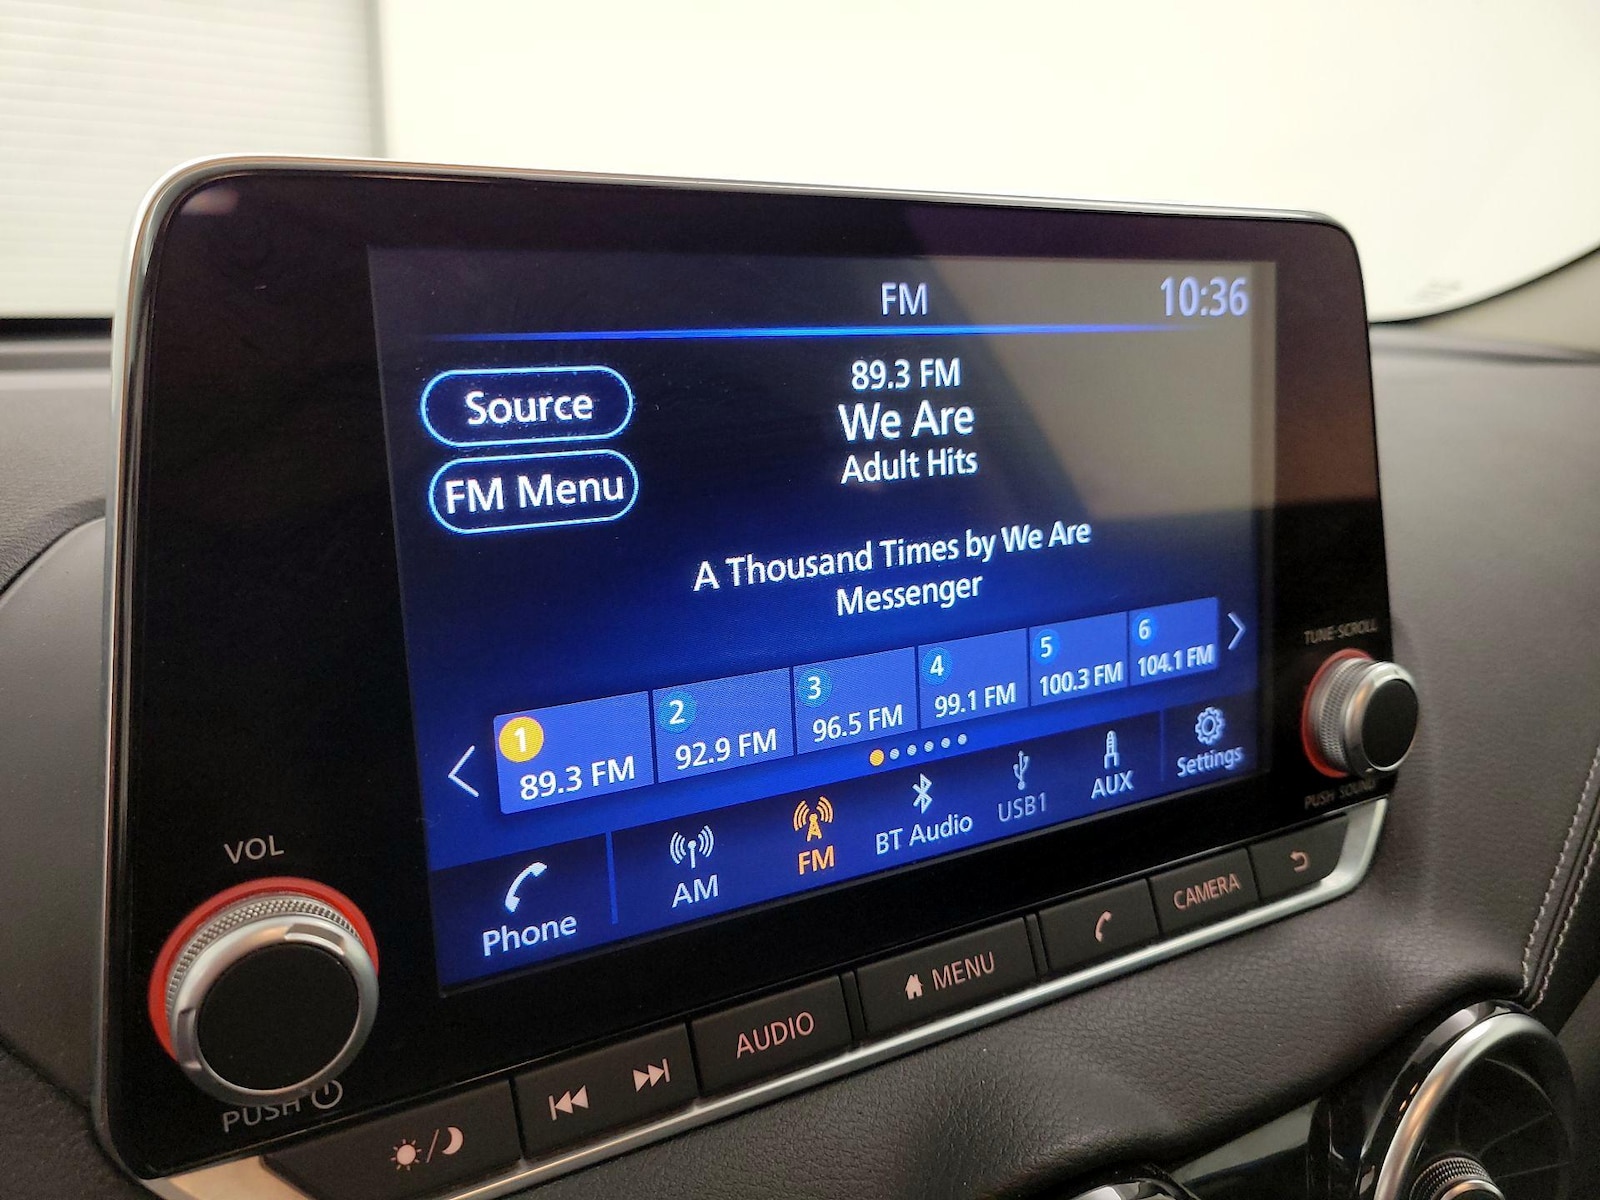 FM
10:36
Source
FM Menu
89.3 FM
We Are
Adult Hits
A Thousand Times by We Are
Messenger
1
89.3 FM
2
92.9 FM
3
96.5 FM
4
99.1 FM
5
100.3 FM
6
104.1 FM
Phone
AM
FM
BT Audio
USB1
AUX
Settings
VOL
PUSH
TUNE·SCROLL
PUSH SOUND
AUDIO
MENU
CAMERA